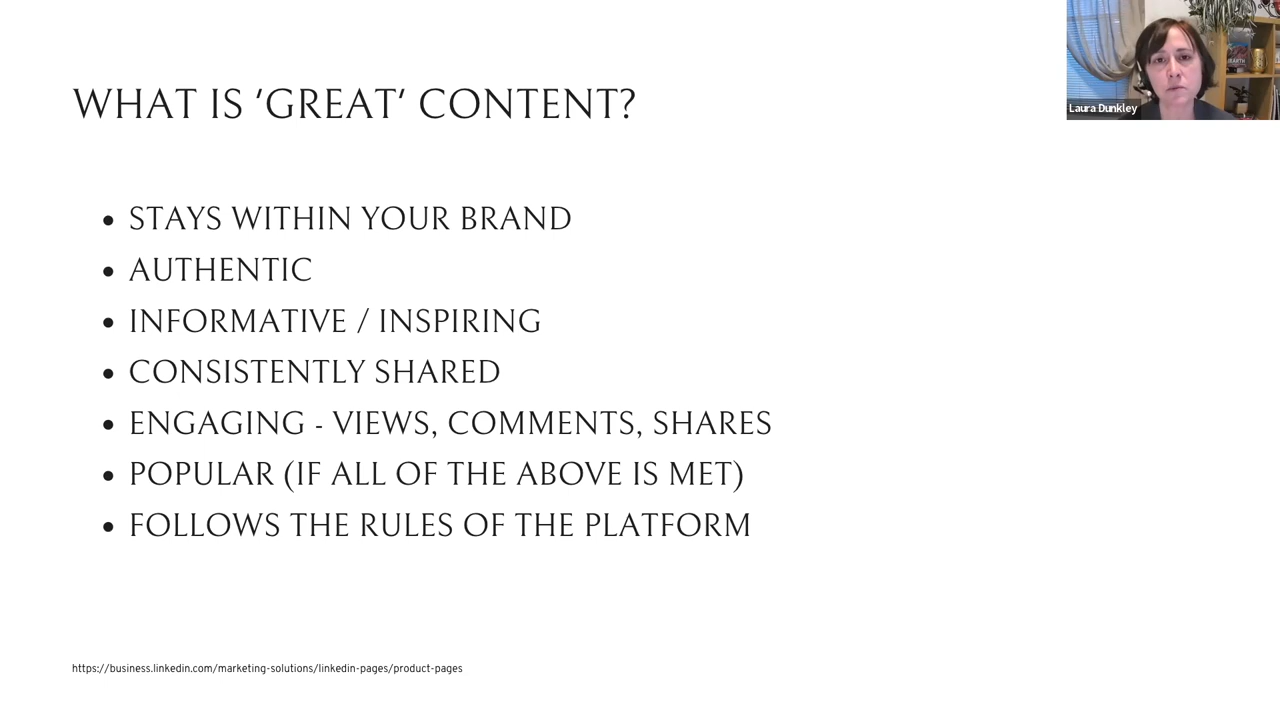 WHAT IS 'GREAT' CONTENT?
Laura Dunkley
• STAYS WITHIN YOUR BRAND
• AUTHENTIC
• INFORMATIVE / INSPIRING
• CONSISTENTLY SHARED
• ENGAGING - VIEWS, COMMENTS, SHARES
• POPULAR (IF ALL OF THE ABOVE IS MET)
• FOLLOWS THE RULES OF THE PLATFORM
https://business.linkedin.com/marketing-solutions/linkedin-pages/product-pages